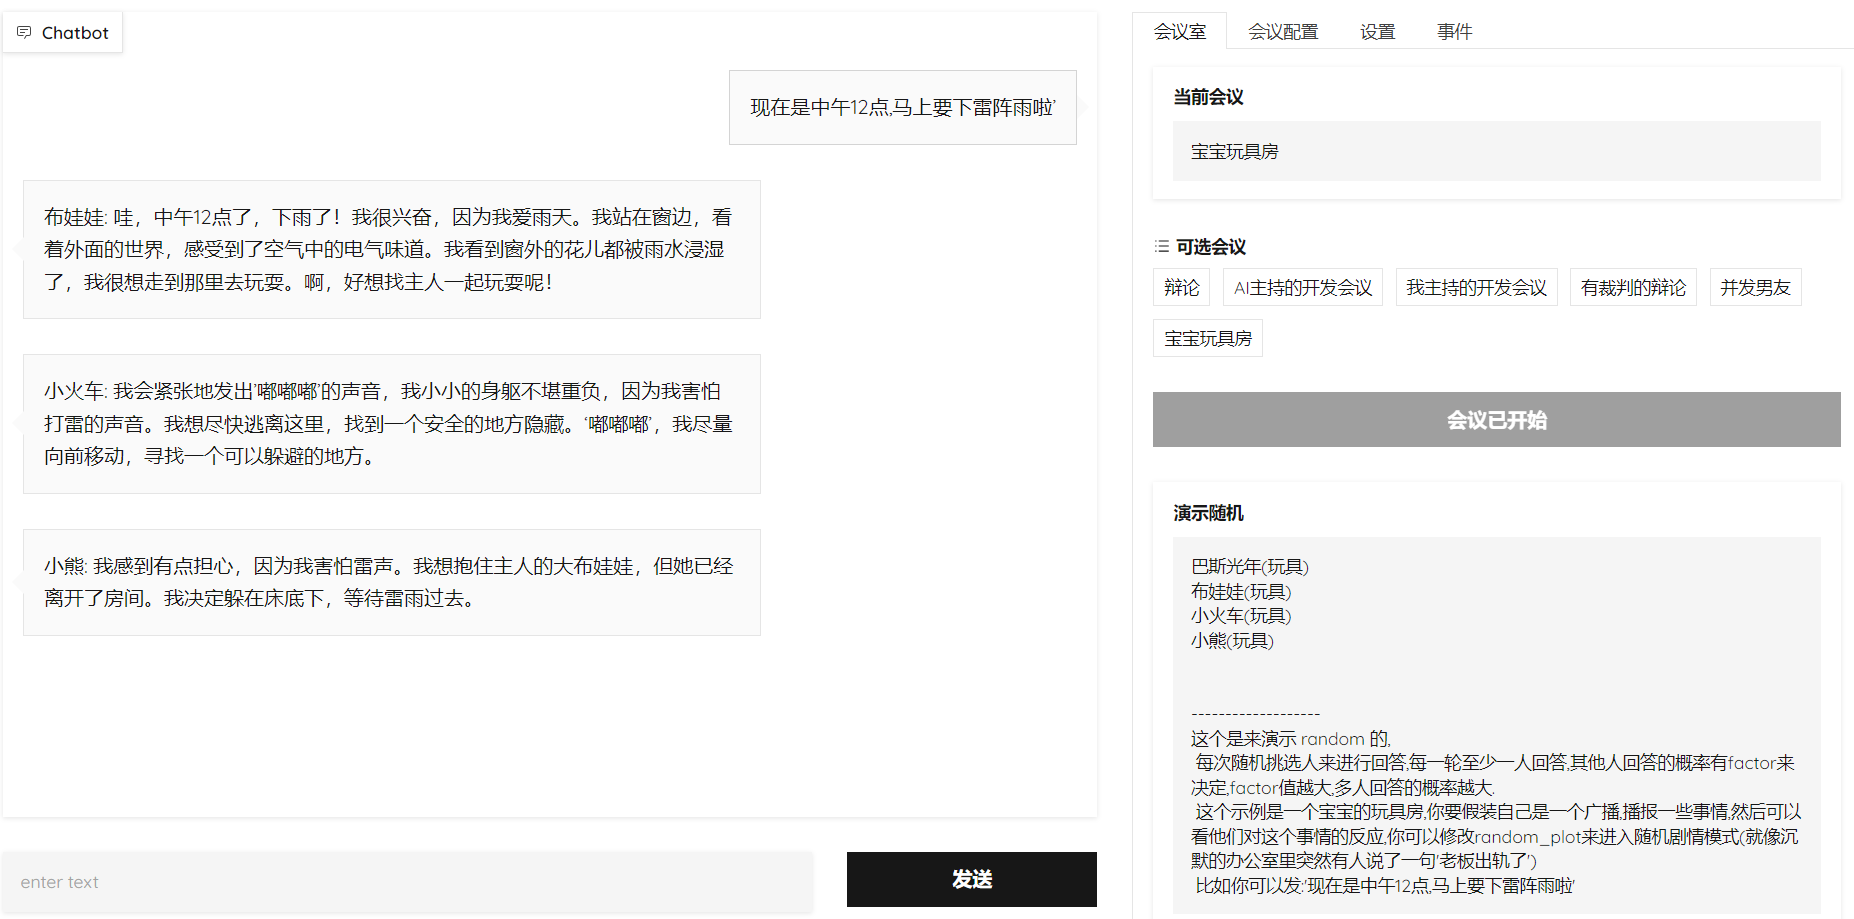 Chatbot
现在是中午12点,马上要下雷阵雨啦'
布娃娃: 哇，中午12点了，下雨了！我很兴奋，因为我爱雨天。我站在窗边，看
着外面的世界，感受到了空气中的电气味道。我看到窗外的花儿都被雨水浸湿
了，我很想走到那里去玩耍。啊，好想找主人一起玩耍呢！
小火车: 我会紧张地发出'嘟嘟嘟'的声音，我小小的身躯不堪重负，因为我害怕
打雷的声音。我想尽快逃离这里，找到一个安全的地方隐藏。'嘟嘟嘟'，我尽量
向前移动，寻找一个可以躲避的地方。
小熊: 我感到有点担心，因为我害怕雷声。我想抱住主人的大布娃娃，但她已经
离开了房间。我决定躲在床底下，等待雷雨过去。
enter text
发送
会议室 会议配置 设置 事件
当前会议
宝宝玩具房
可选会议
辩论 AI主持的开发会议 我主持的开发会议 有裁判的辩论 并发男友
宝宝玩具房
会议已开始
演示随机
巴斯光年(玩具)
布娃娃(玩具)
小火车(玩具)
小熊(玩具)
-------------------
这个是来演示 random 的,
每次随机挑选人来进行回答,每一轮至少一人回答,其他人回答的概率有factor来
决定,factor值越大,多人回答的概率越大.
这个示例是一个宝宝的玩具房,你要假装自己是一个广播,播报一些事情,然后可以
看他们对这个事情的反应,你可以修改random_plot来进入随机剧情模式(就像沉
默的办公室里突然有人说了一句'老板出轨了')
比如你可以发:'现在是中午12点,马上要下雷阵雨啦'